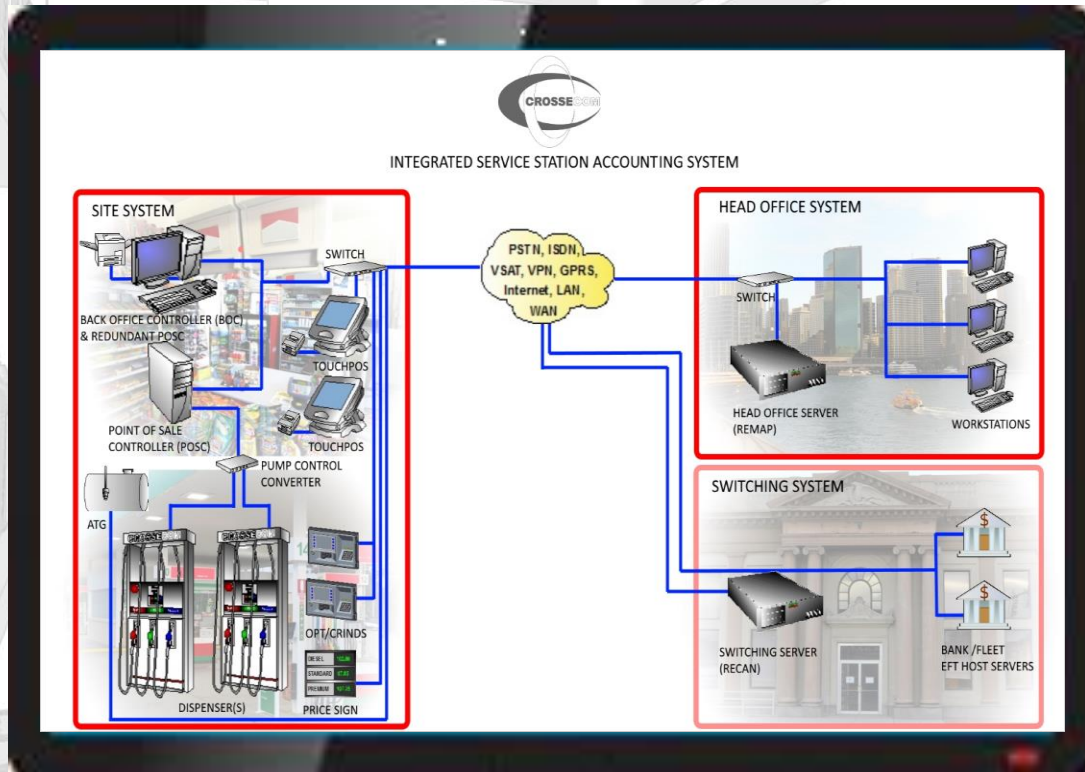 CROSSECOM
INTEGRATED SERVICE STATION ACCOUNTING SYSTEM
SITE SYSTEM
SWITCH
BACK OFFICE CONTROLLER (BOC)
& REDUNDANT POSC
TOUCHPOS
POINT OF SALE
CONTROLLER (POSC)
TOUCHPOS
PUMP CONTROL
CONVERTER
ATG
OPT/CRINDS
DIESEL
STANDARD
PREMIUM
DISPENSER(S)
PRICE SIGN
PSTN, ISDN,
VSAT, VPN, GPRS,
Internet, LAN,
WAN
HEAD OFFICE SYSTEM
SWITCH
HEAD OFFICE SERVER
(REMAP)
WORKSTATIONS
SWITCHING SYSTEM
$
$
SWITCHING SERVER
(RECAN)
BANK /FLEET
EFT HOST SERVERS